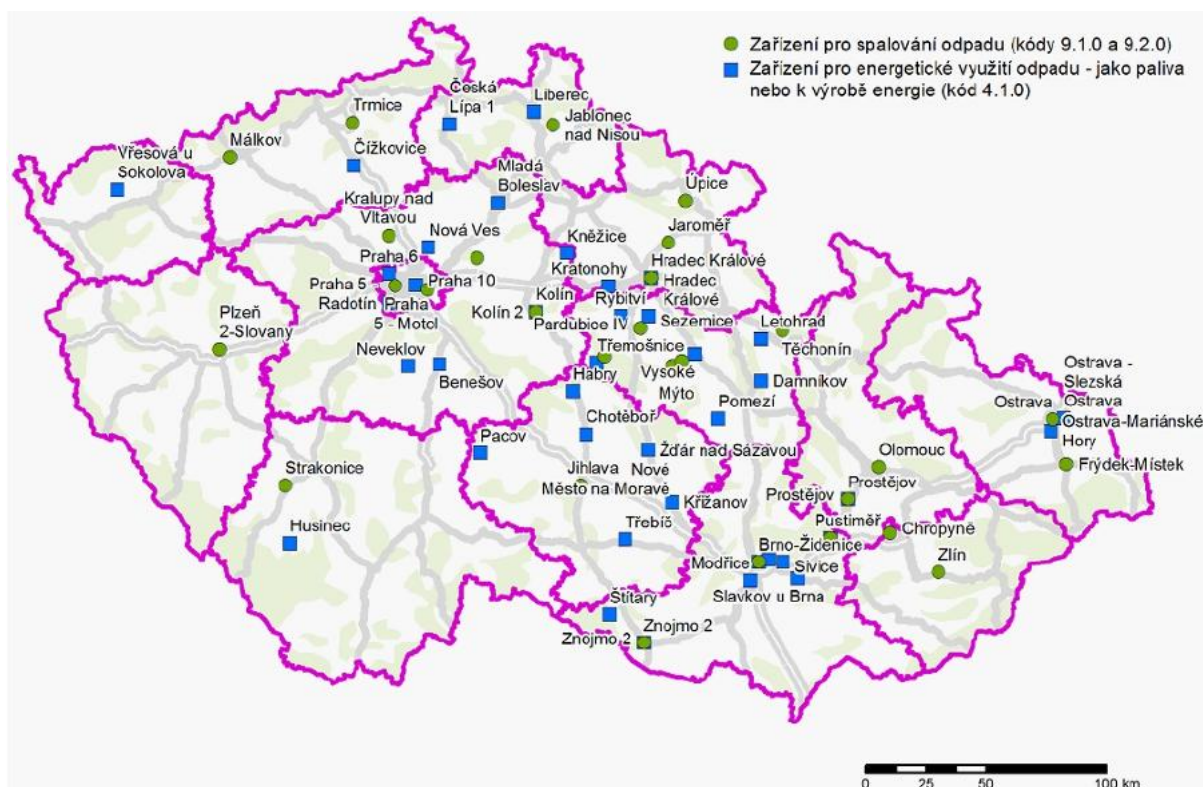 Zařízení pro spalování odpadu (kódy 9.1.0 a 9.2.0)
Zařízení pro energetické využití odpadu - jako paliva
nebo k výrobě energie (kód 4.1.0)
Česká
Lípa 1
Liberec
Trmice
Jablonec
nad Nisou
Málkov
Čížkovice
Vřesová u
Sokolova
Mladá
Boleslav
Úpice
Kralupy nad
Vltavou
Jaroměř
Nová Ves
Kněžice
Praha 6
Kratonohy
Hradec Králové
Hradec
Králové
Praha 5
Radotín
Praha 10
Praha
5 - Motol
Kolín
Kolín 2
Rybitví
Pardubice IV
Sezemice
Letohrad
Plzeň
2-Slovany
Třemošnice
Těchonín
Neveklov
Benešov
Habry
Vysoké
Mýto
Damníkov
Ostrava -
Slezská
Ostrava
Ostrava
Ostrava-Mariánské
Hory
Chotěboř
Pomezí
Pacov
Žďár nad Sázavou
Olomouc
Frýdek-Místek
Strakonice
Jihlava
Nové
Město na Moravě
Prostějov
Prostějov
Křižanov
Husinec
Třebíč
Pustiměř
Chropyně
Brno-Židenice
Zlín
Modřice
Sivice
Slavkov u Brna
Štítary
Znojmo 2
Znojmo 2
0 25 50 100 km